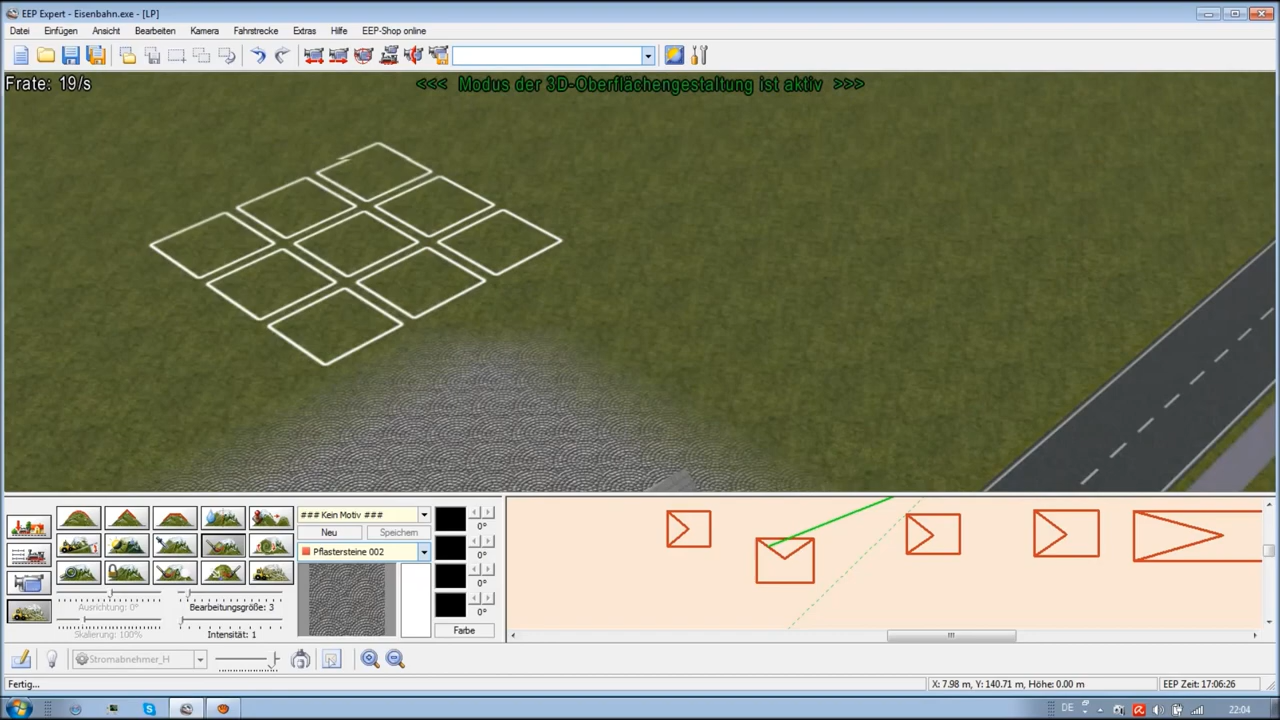 EEP Expert - Eisenbahn.exe - [LP]
Datei Einfügen Ansicht Bearbeiten Kamera Fahrstrecke Extras Hilfe EEP-Shop online
Frate: 19/s
<<< Modus der 3D-Oberflächengestaltung ist aktiv >>>
### Kein Motiv ###
0°
Neu Speichern
Pflastersteine 002
0°
0°
Ausrichtung: 0°
Bearbeitungsgröße: 3
0°
Skalierung: 100%
Intensität: 1
Farbe
Stromabnehmer_H
Fertig...
X: 7.98 m, Y: 140.71 m, Höhe: 0.00 m
EEP Zeit: 17:06:26
DE
22:04